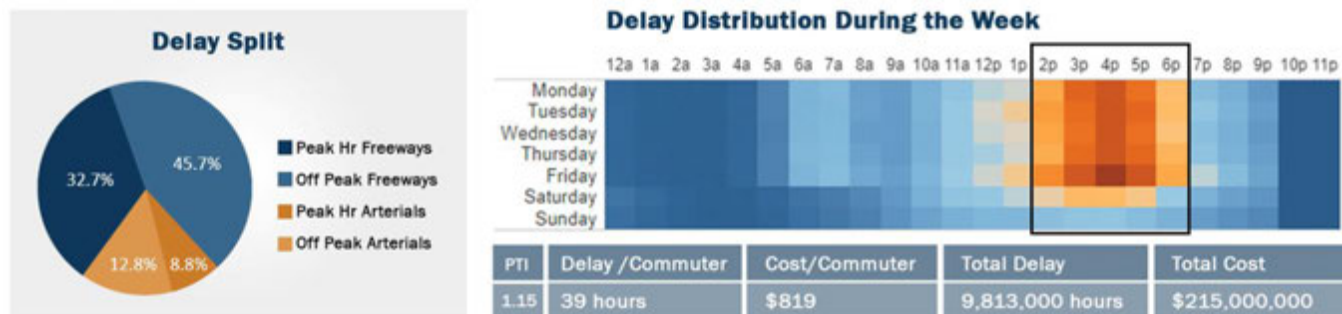 Delay Split
32.7%
45.7%
12.8%
8.8%
Peak Hr Freeways
Off Peak Freeways
Peak Hr Arterials
Off Peak Arterials
Delay Distribution During the Week
12a 1a 2a 3a 4a 5a 6a 7a 8a 9a 10a 11a 12p 1p 2p 3p 4p 5p 6p 7p 8p 9p 10p 11p
Monday
Tuesday
Wednesday
Thursday
Friday
Saturday
Sunday
PTI Delay /Commuter Cost/Commuter Total Delay Total Cost
1.15 39 hours $819 9,813,000 hours $215,000,000